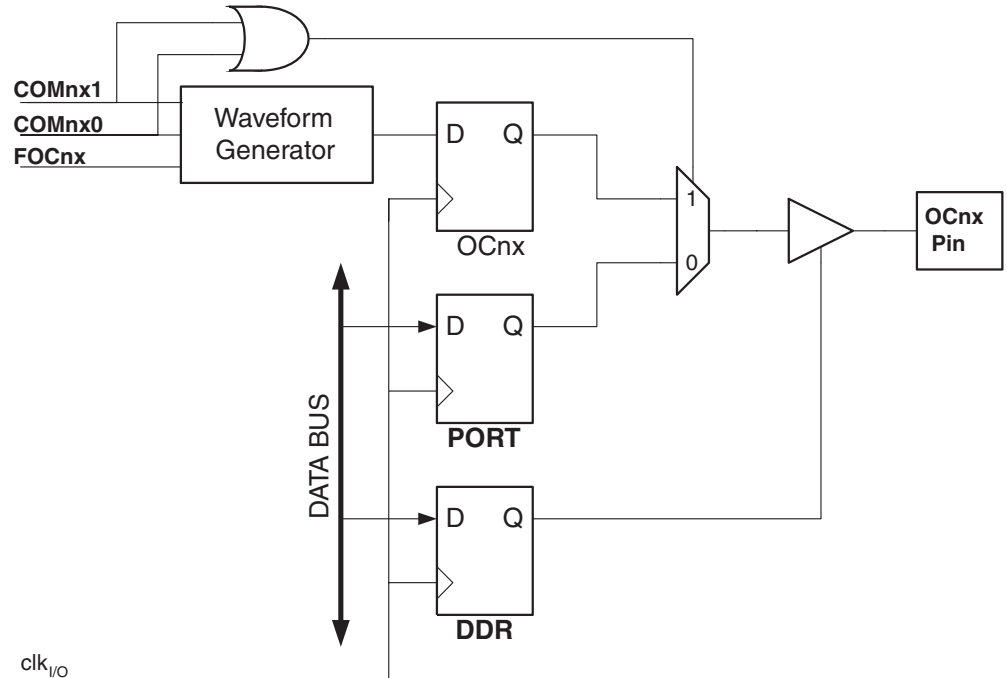 COMnx1
COMnx0
FOCnx
Waveform
Generator
D Q
OCnx
1
0
OCnx
Pin
D Q
PORT
DATA BUS
D Q
DDR
clkI/O